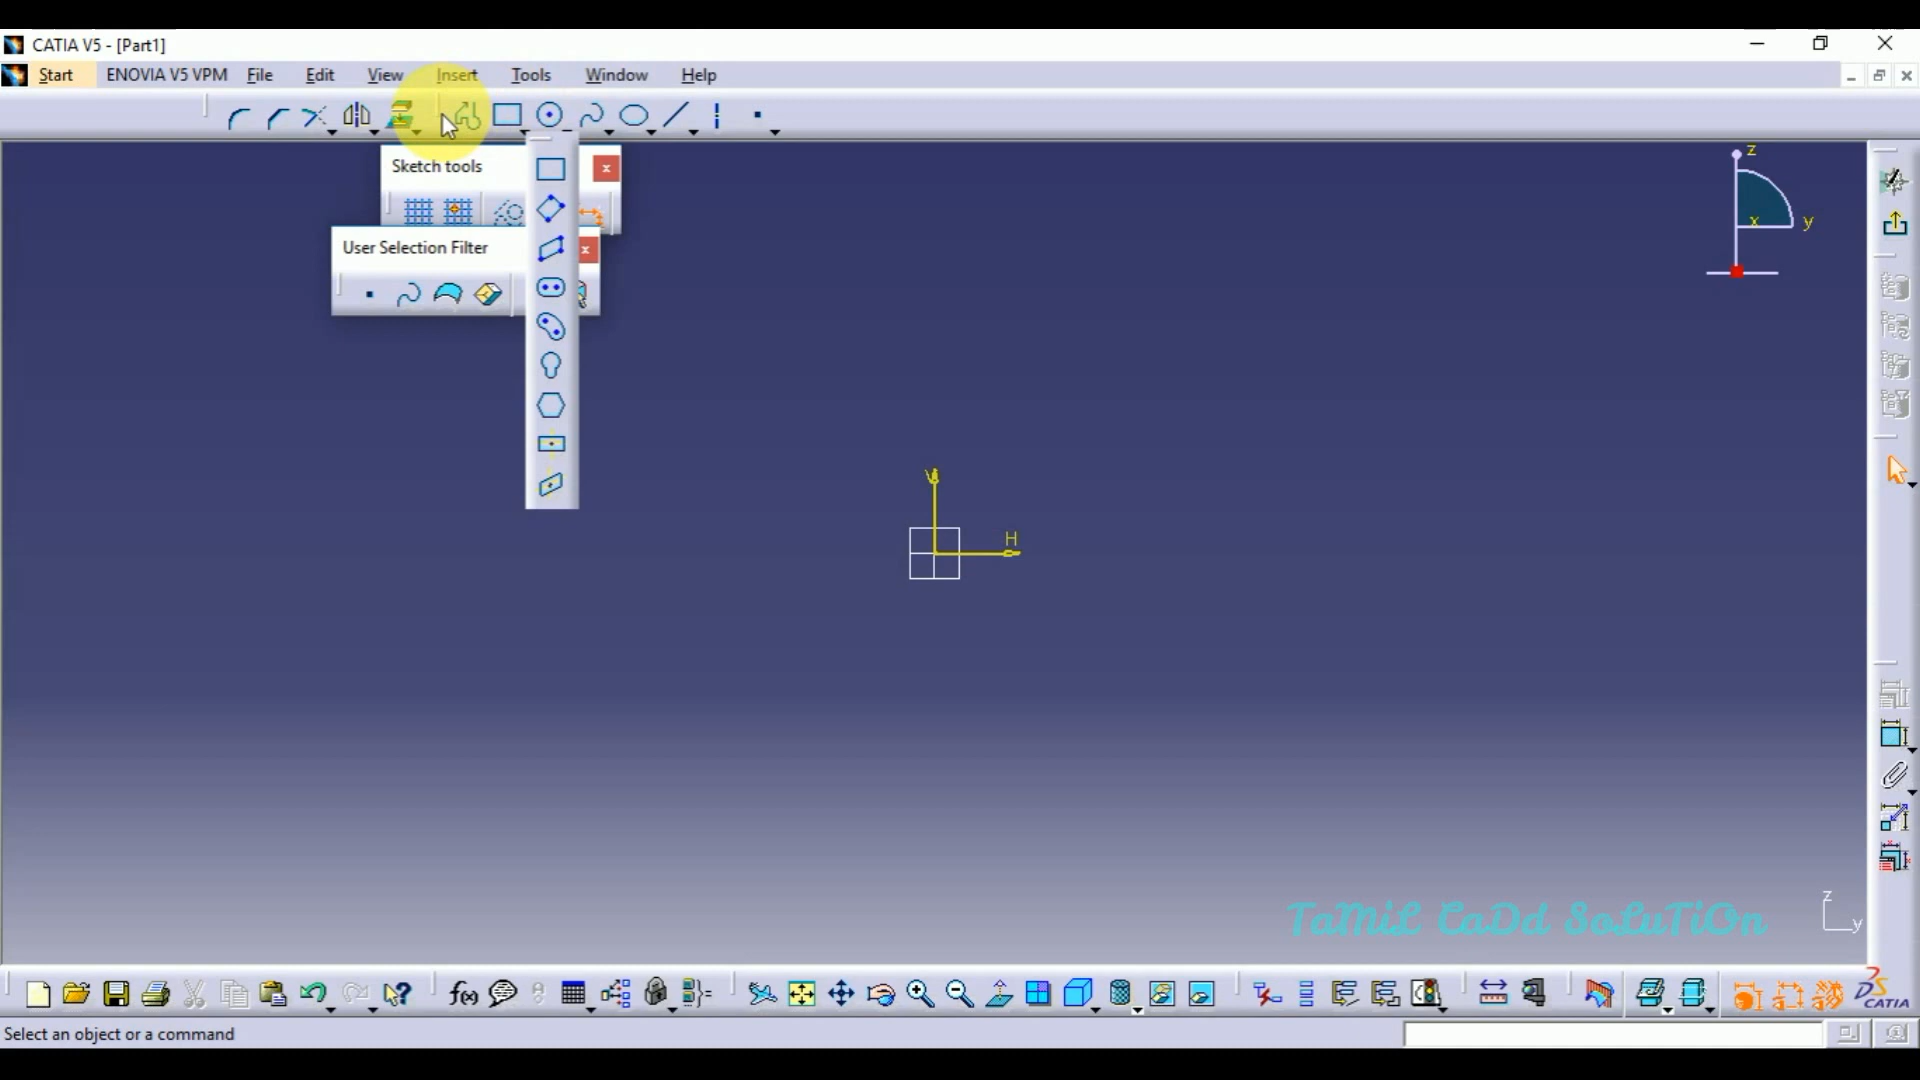 CATIA V5 - [Part1]
Start ENOVIA V5 VPM File Edit View Insert Tools Window Help
Sketch tools
User Selection Filter
z
x y
V
H
TaMiL CaDd SoLuTiOn
z
y
f(x)
CATIA
Select an object or a command